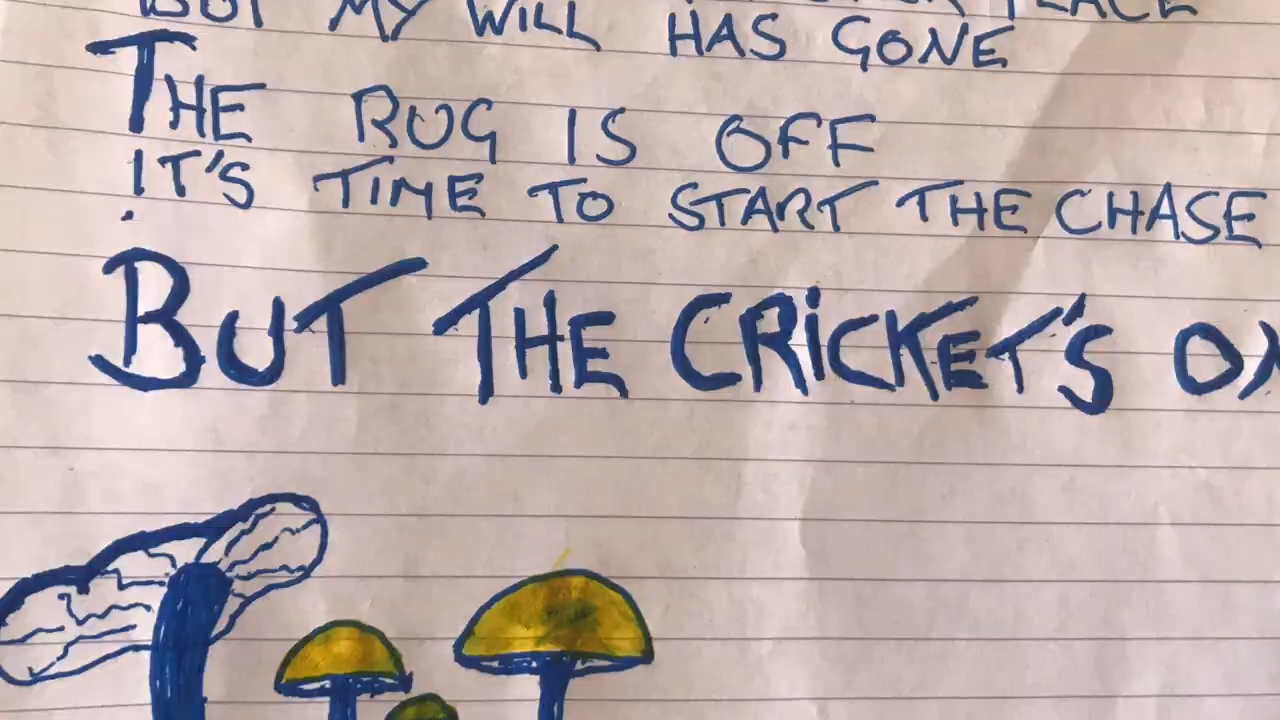 BUT MY WILL HAS GONE
THE RUG IS OFF
IT'S TIME TO START THE CHASE
BUT THE CRICKET'S